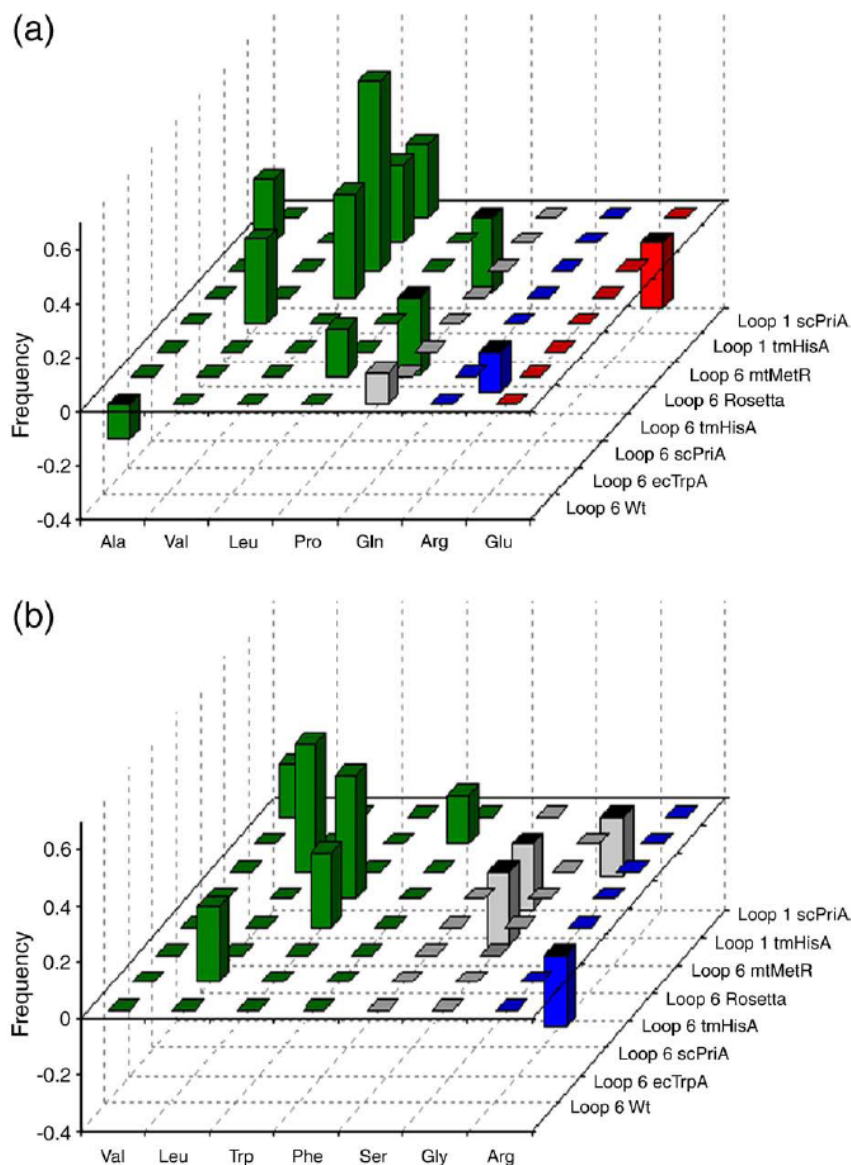 (a)
0.6
0.4
0.2
0
-0.2
-0.4
Frequency
Ala Val Leu Pro Gln Arg Glu
Loop 1 scPriA
Loop 1 tmHisA
Loop 6 mtMetR
Loop 6 Rosetta
Loop 6 tmHisA
Loop 6 scPriA
Loop 6 ecTrpA
Loop 6 Wt
(b)
0.6
0.4
0.2
0
-0.2
-0.4
Frequency
Val Leu Trp Phe Ser Gly Arg
Loop 1 scPriA
Loop 1 tmHisA
Loop 6 mtMetR
Loop 6 Rosetta
Loop 6 tmHisA
Loop 6 scPriA
Loop 6 ecTrpA
Loop 6 Wt